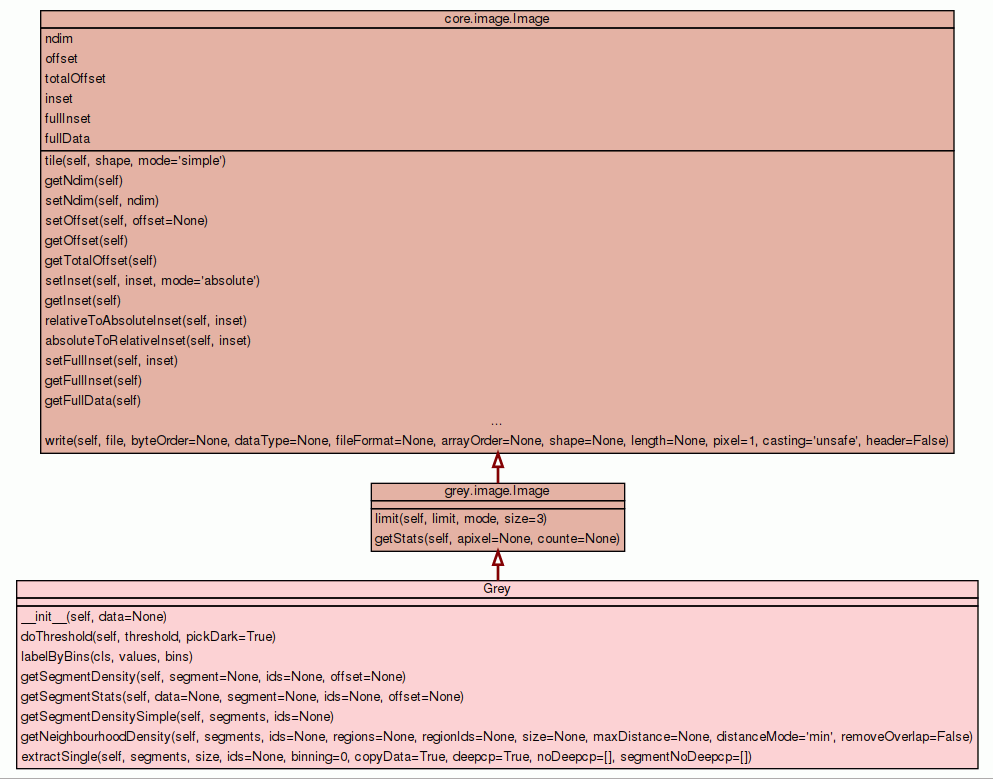 core.image.Image
ndim
offset
totalOffset
inset
fullInset
fullData
tile(self, shape, mode='simple')
getNdim(self)
setNdim(self, ndim)
setOffset(self, offset=None)
getOffset(self)
getTotalOffset(self)
setInset(self, inset, mode='absolute')
getInset(self)
relativeToAbsoluteInset(self, inset)
absoluteToRelativeInset(self, inset)
setFullInset(self, inset)
getFullInset(self)
getFullData(self)
...
write(self, file, byteOrder=None, dataType=None, fileFormat=None, arrayOrder=None, shape=None, length=None, pixel=1, casting='unsafe', header=False)
grey.image.Image
limit(self, limit, mode, size=3)
getStats(self, apixel=None, counte=None)
Grey
__init__(self, data=None)
doThreshold(self, threshold, pickDark=True)
labelByBins(cls, values, bins)
getSegmentDensity(self, segment=None, ids=None, offset=None)
getSegmentStats(self, data=None, segment=None, ids=None, offset=None)
getSegmentDensitySimple(self, segments, ids=None)
getNeighbourhoodDensity(self, segments, ids=None, regions=None, regionIds=None, size=None, maxDistance=None, distanceMode='min', removeOverlap=False)
extractSingle(self, segments, size, ids=None, binning=0, copyData=True, deepcp=True, noDeepcp=[], segmentNoDeepcp=[])